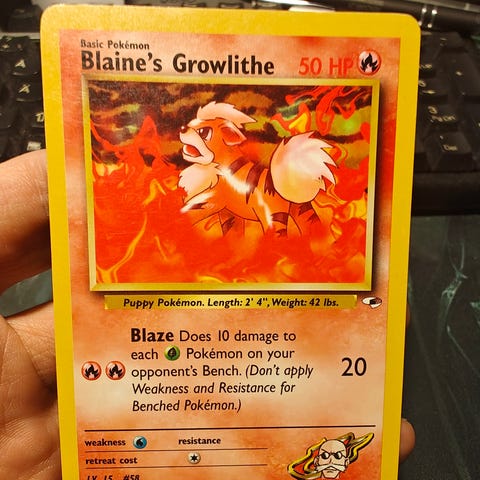 Basic Pokémon
Blaine's Growlithe 50 HP
Puppy Pokémon. Length: 2' 4", Weight: 42 lbs.
Blaze Does 10 damage to
each Pokémon on your
opponent's Bench. (Don't apply 20
Weakness and Resistance for
Benched Pokémon.)
weakness resistance
retreat cost
LV. 15 #58